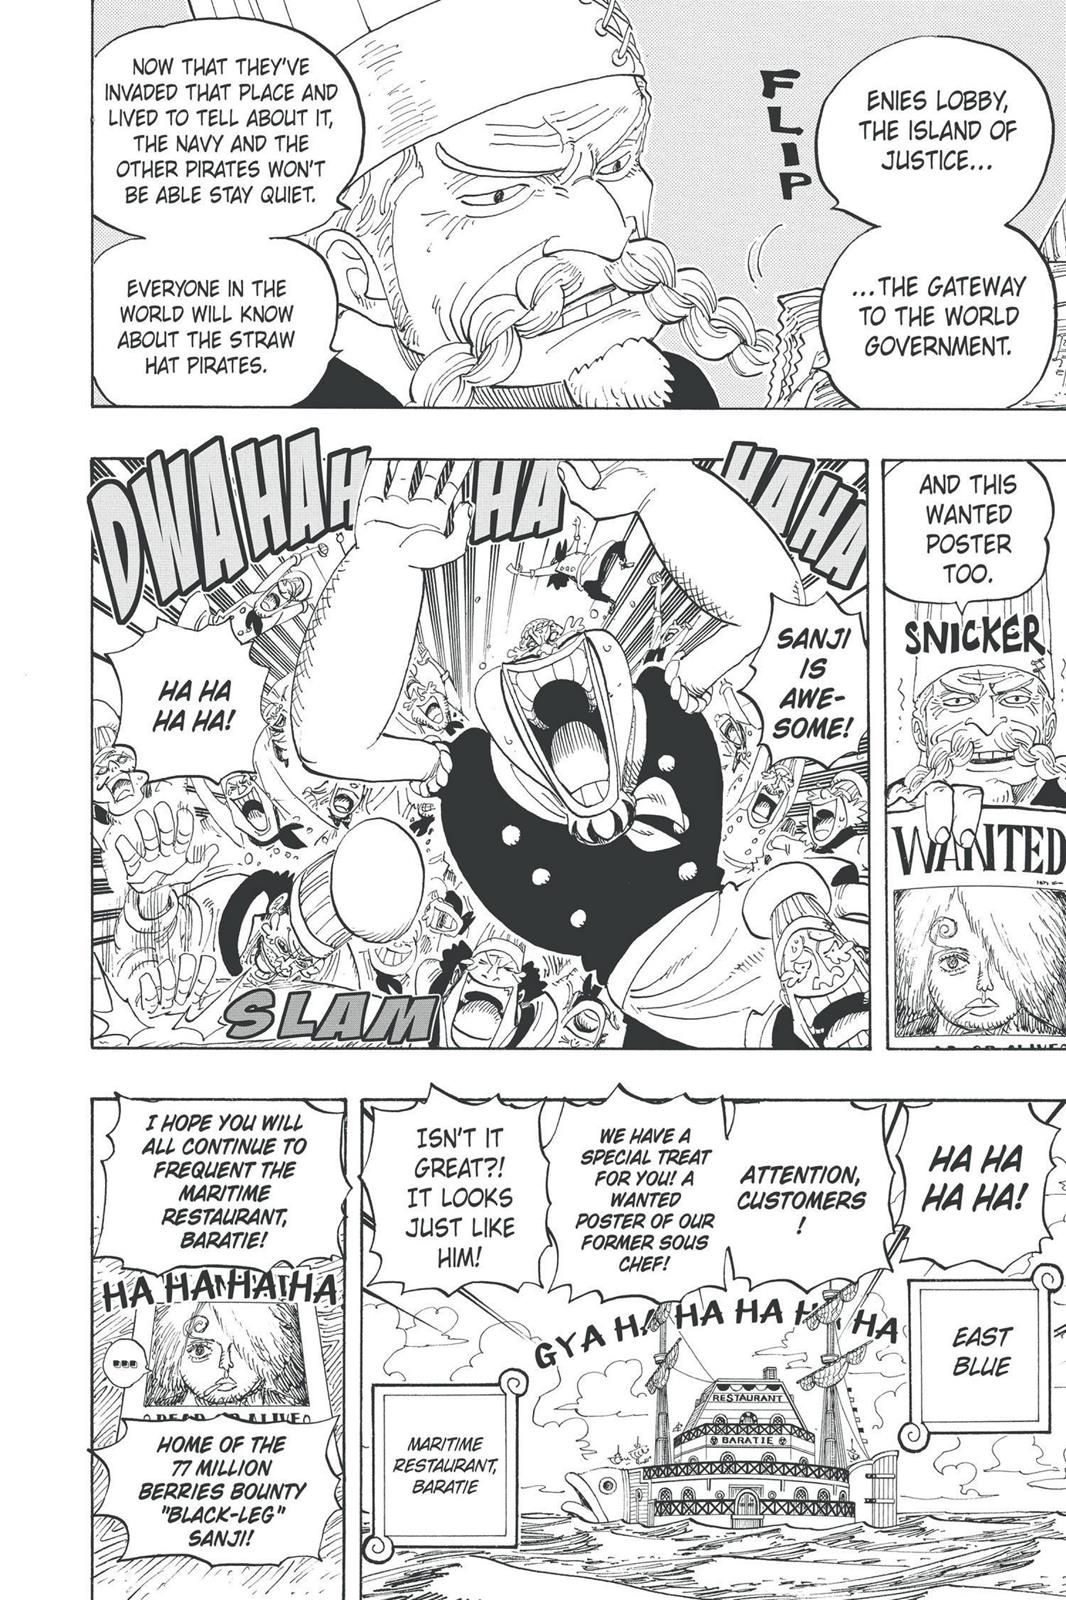 ENIES LOBBY,
THE ISLAND OF
JUSTICE...
...THE GATEWAY
TO THE WORLD
GOVERNMENT.
FLIP
NOW THAT THEY'VE
INVADED THAT PLACE AND
LIVED TO TELL ABOUT IT,
THE NAVY AND THE
OTHER PIRATES WON'T
BE ABLE STAY QUIET.
EVERYONE IN THE
WORLD WILL KNOW
ABOUT THE STRAW
HAT PIRATES.
AND THIS
WANTED
POSTER
TOO.
SNICKER
WANTED
DWAHAHAHAHAHA
SANJI
IS
AWE-
SOME!
HA HA
HA HA!
SLAM
HA HA
HA HA!
ATTENTION,
CUSTOMERS
!
WE HAVE A
SPECIAL TREAT
FOR YOU! A
WANTED
POSTER OF OUR
FORMER SOUS
CHEF!
ISN'T IT
GREAT?!
IT LOOKS
JUST LIKE
HIM!
EAST
BLUE
GYA HA HA HA HA HA
RESTAURANT
BARATIE
MARITIME
RESTAURANT,
BARATIE
I HOPE YOU WILL
ALL CONTINUE TO
FREQUENT THE
MARITIME
RESTAURANT,
BARATIE!
HA HA HA HA HA
...
DEAD OR ALIVE
HOME OF THE
77 MILLION
BERRIES BOUNTY
"BLACK-LEG"
SANJI!